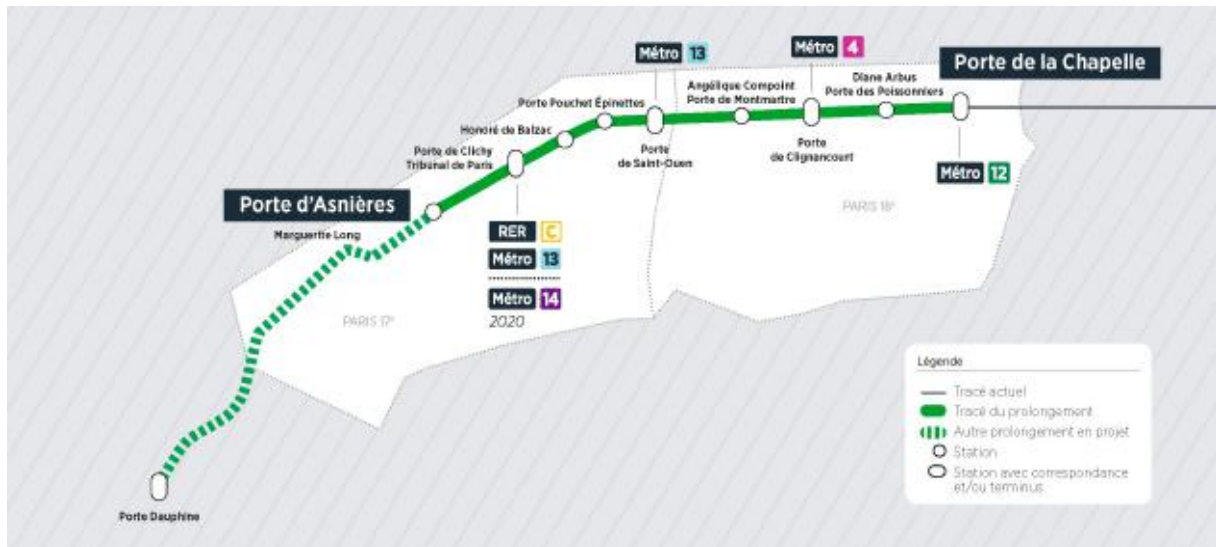 Métro 13
Métro 4
Porte de la Chapelle
Diane Arbus
Porte des Poissonniers
Angélique Compoint
Porte de Montmartre
Porte Pouchet Épinettes
Honoré de Balzac
Porte de Clichy
Tribunal de Paris
Porte
de Saint-Ouen
Porte
de Clignancourt
Métro 12
Porte d'Asnières
Marguerite Long
RER C
Métro 13
Métro 14
2020
PARIS 17e
PARIS 18e
Légende
Tracé actuel
Tracé du prolongement
Autre prolongement en projet
Station
Station avec correspondance
et/ou terminus
Porte Dauphine